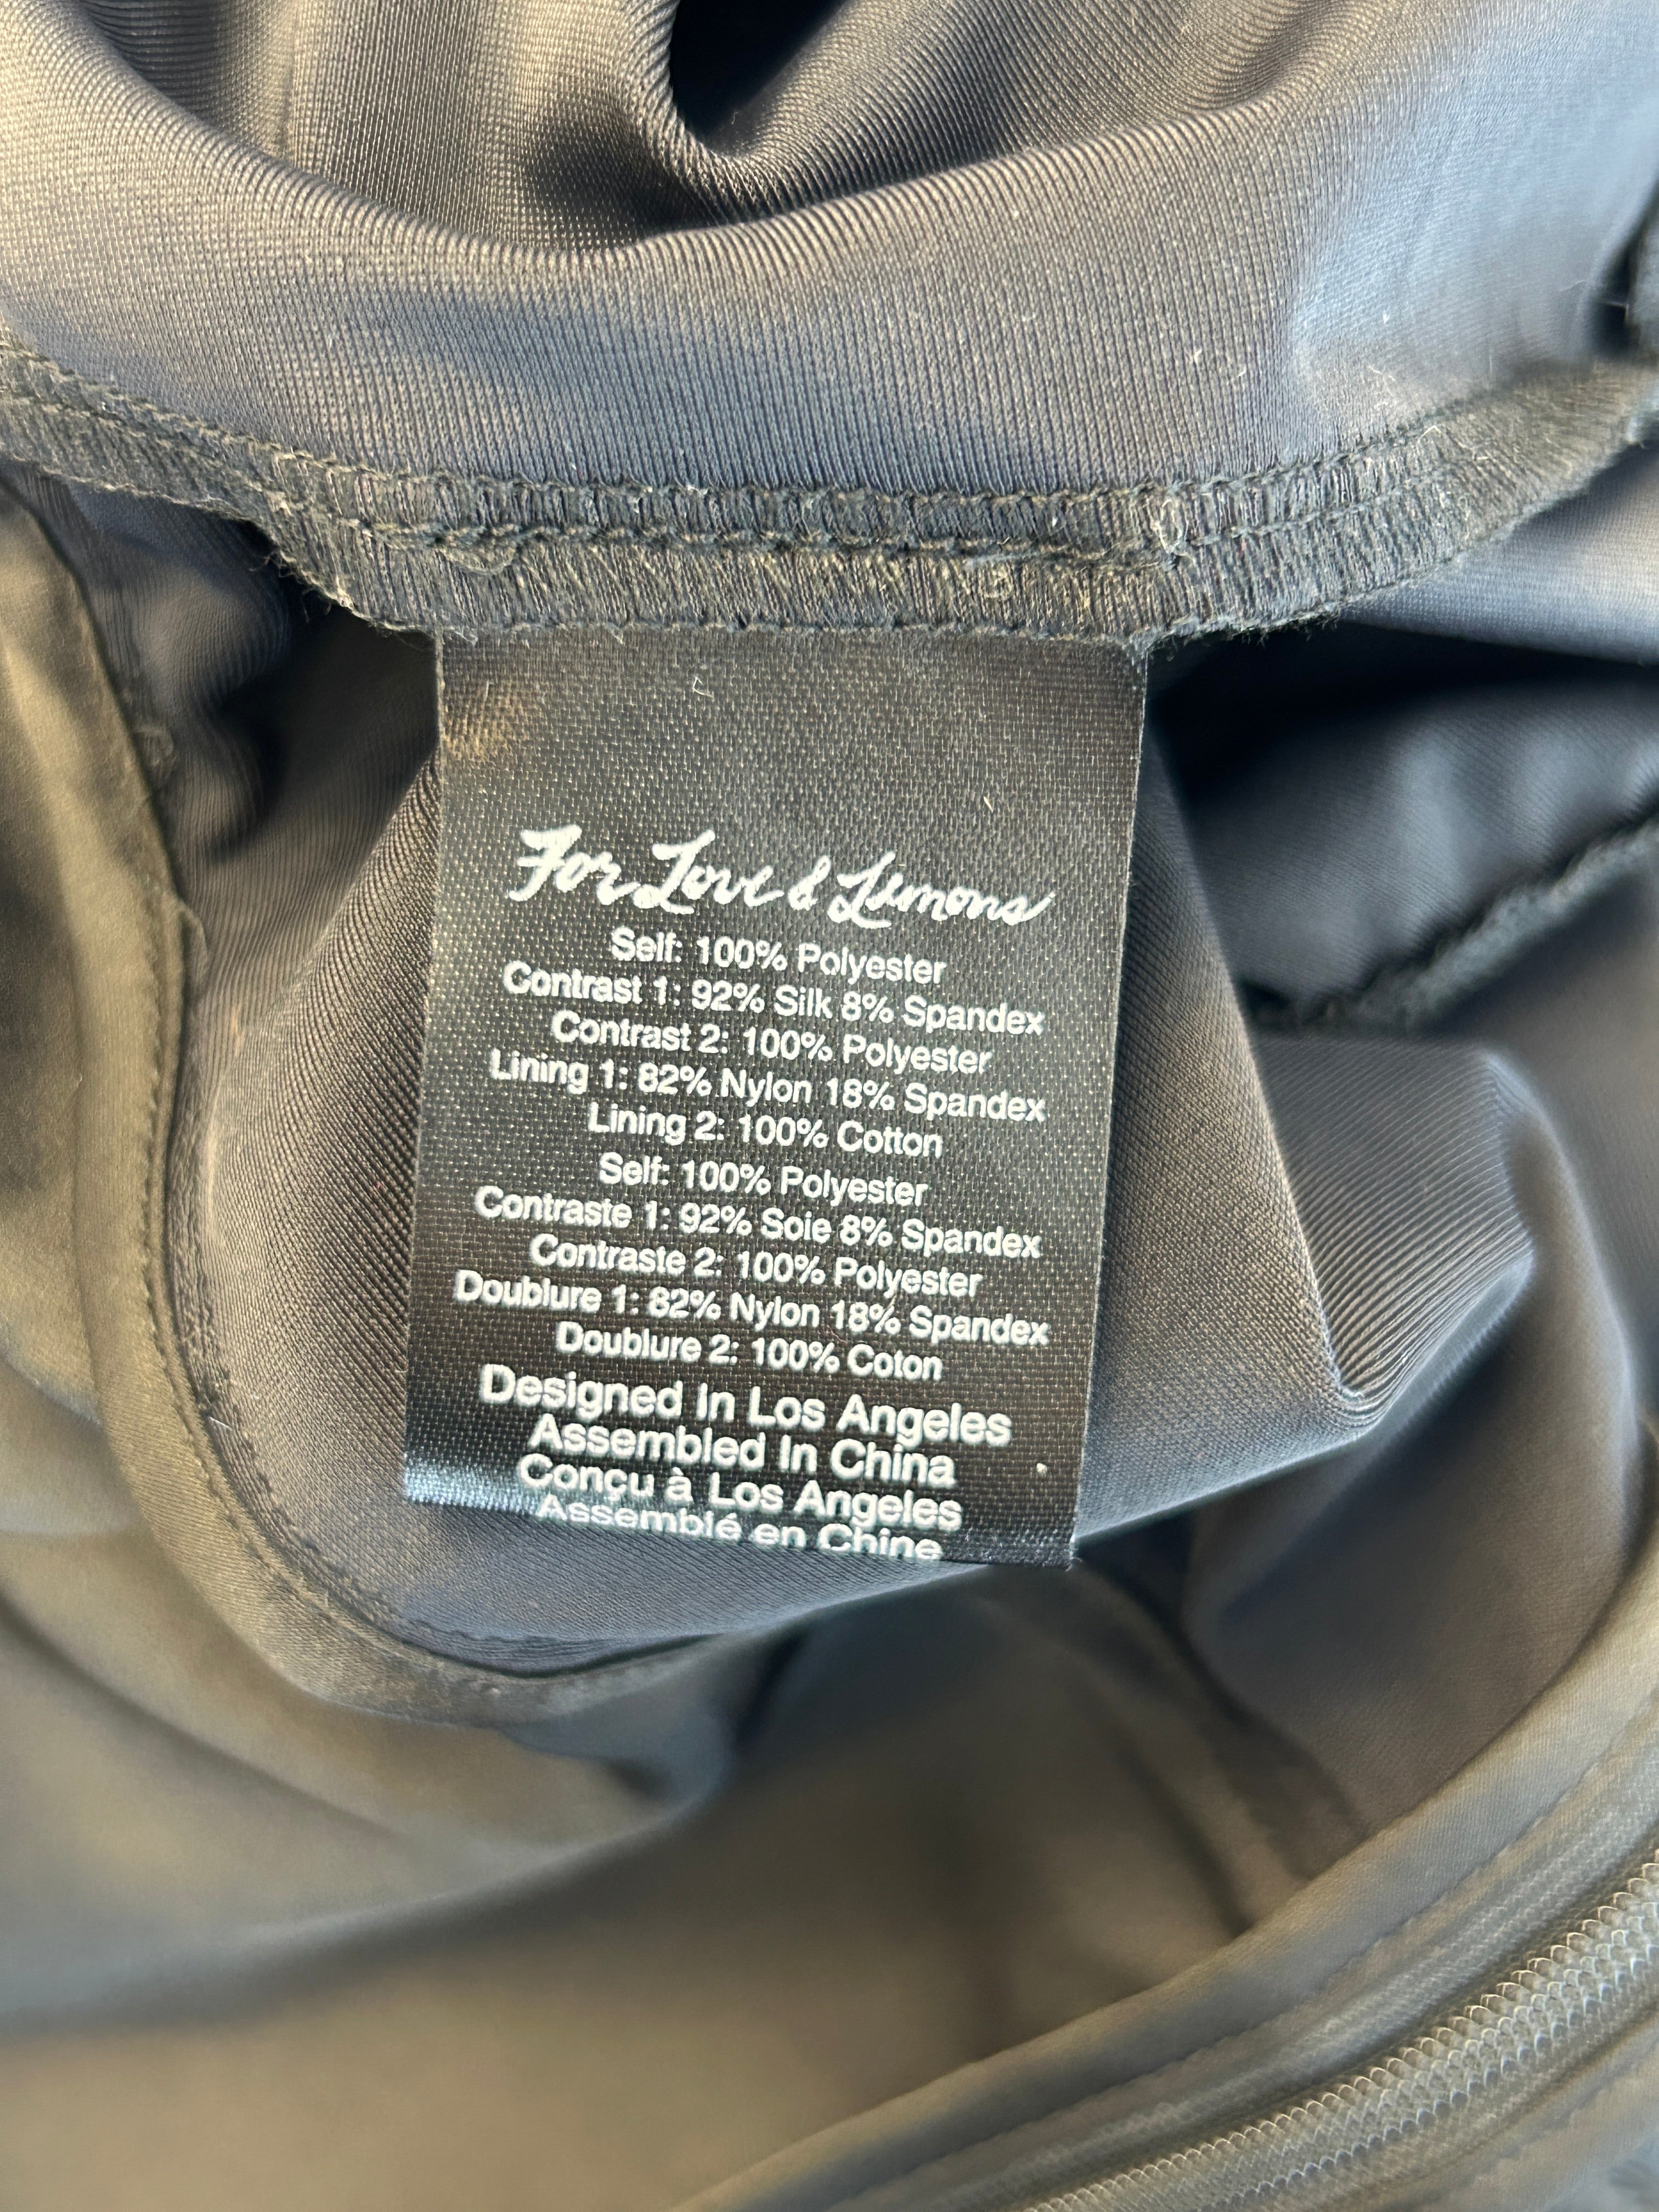 For Love & Lemons
Self: 100% Polyester
Contrast 1: 92% Silk 8% Spandex
Contrast 2: 100% Polyester
Lining 1: 82% Nylon 18% Spandex
Lining 2: 100% Cotton
Self: 100% Polyester
Contraste 1: 92% Soie 8% Spandex
Contraste 2: 100% Polyester
Doublure 1: 82% Nylon 18% Spandex
Doublure 2: 100% Coton
Designed In Los Angeles
Assembled In China
Conçu à Los Angeles
Assemblé en Chine